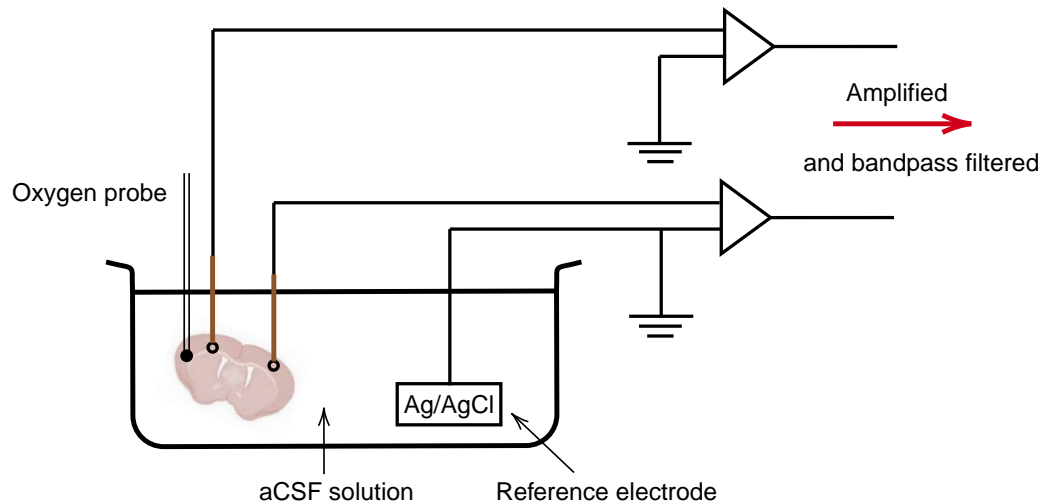 Amplified
and bandpass filtered
Oxygen probe
Ag/AgCl
aCSF solution
Reference electrode